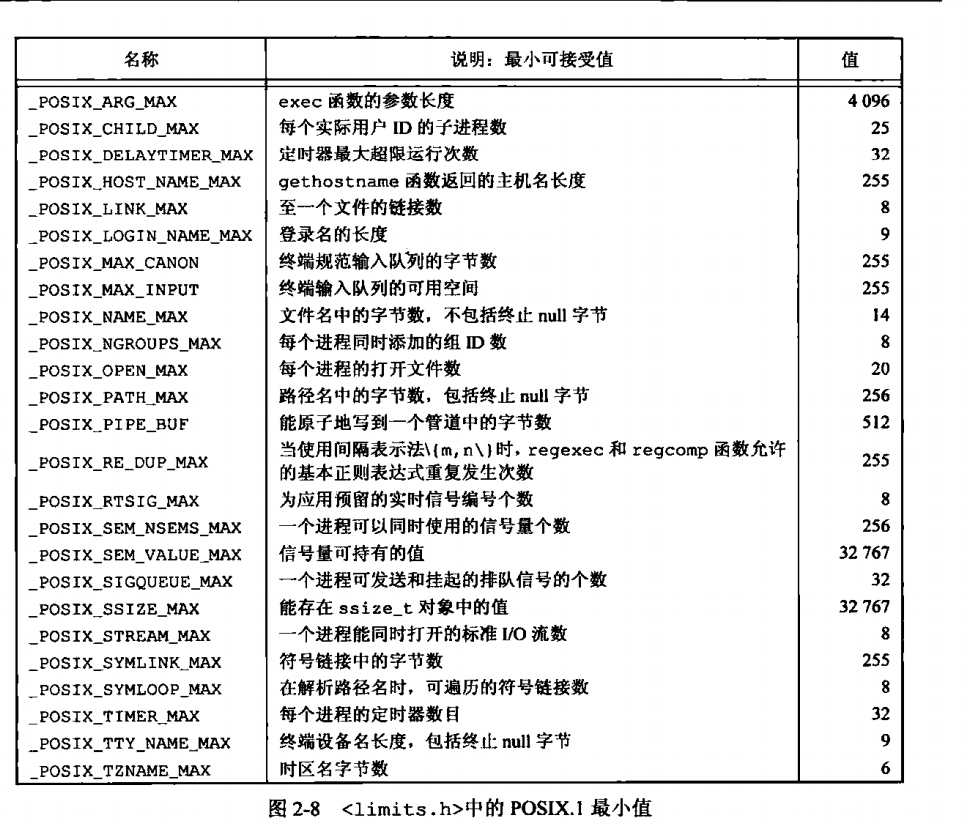 名称 说明：最小可接受值 值
_POSIX_ARG_MAX exec 函数的参数长度 4 096
_POSIX_CHILD_MAX 每个实际用户 ID 的子进程数 25
_POSIX_DELAYTIMER_MAX 定时器最大超限运行次数 32
_POSIX_HOST_NAME_MAX gethostname 函数返回的主机名长度 255
_POSIX_LINK_MAX 至一个文件的链接数 8
_POSIX_LOGIN_NAME_MAX 登录名的长度 9
_POSIX_MAX_CANON 终端规范输入队列的字节数 255
_POSIX_MAX_INPUT 终端输入队列的可用空间 255
_POSIX_NAME_MAX 文件名中的字节数，不包括终止 null 字节 14
_POSIX_NGROUPS_MAX 每个进程同时添加的组 ID 数 8
_POSIX_OPEN_MAX 每个进程的打开文件数 20
_POSIX_PATH_MAX 路径名中的字节数，包括终止 null 字节 256
_POSIX_PIPE_BUF 能原子地写到一个管道中的字节数 512
_POSIX_RE_DUP_MAX 当使用间隔表示法\{m,n\}时，regexec 和 regcomp 函数允许
的基本正则表达式重复发生次数 255
_POSIX_RTSIG_MAX 为应用预留的实时信号编号个数 8
_POSIX_SEM_NSEMS_MAX 一个进程可以同时使用的信号量个数 256
_POSIX_SEM_VALUE_MAX 信号量可持有的值 32 767
_POSIX_SIGQUEUE_MAX 一个进程可发送和挂起的排队信号的个数 32
_POSIX_SSIZE_MAX 能存在 ssize_t 对象中的值 32 767
_POSIX_STREAM_MAX 一个进程能同时打开的标准 I/O 流数 8
_POSIX_SYMLINK_MAX 符号链接中的字节数 255
_POSIX_SYMLOOP_MAX 在解析路径名时，可遍历的符号链接数 8
_POSIX_TIMER_MAX 每个进程的定时器数目 32
_POSIX_TTY_NAME_MAX 终端设备名长度，包括终止 null 字节 9
_POSIX_TZNAME_MAX 时区名字节数 6
图 2-8 <limits.h>中的 POSIX.1 最小值